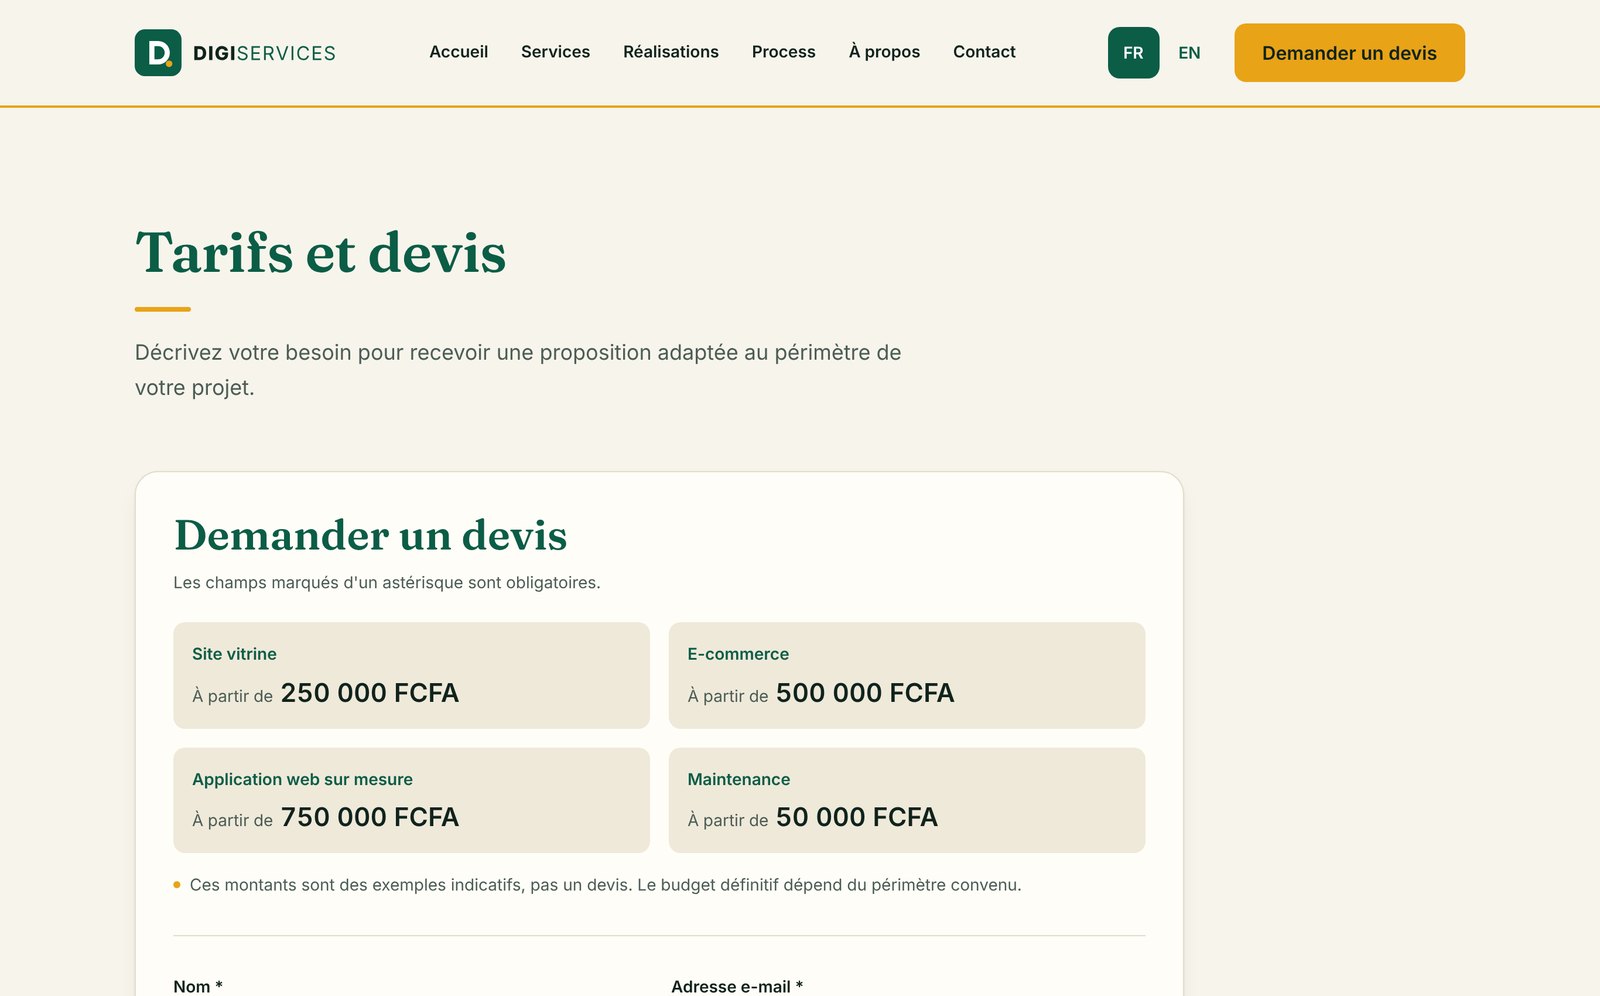 D. DIGISERVICES
Accueil Services Réalisations Process À propos Contact
FR EN
Demander un devis
Tarifs et devis
Décrivez votre besoin pour recevoir une proposition adaptée au périmètre de
votre projet.
Demander un devis
Les champs marqués d'un astérisque sont obligatoires.
Site vitrine
À partir de 250 000 FCFA
E-commerce
À partir de 500 000 FCFA
Application web sur mesure
À partir de 750 000 FCFA
Maintenance
À partir de 50 000 FCFA
Ces montants sont des exemples indicatifs, pas un devis. Le budget définitif dépend du périmètre convenu.
Nom *
Adresse e-mail *